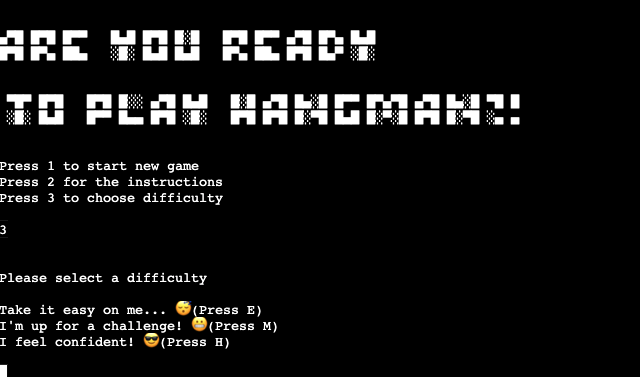 ARE YOU READY
TO PLAY HANGMAN?!
Press 1 to start new game
Press 2 for the instructions
Press 3 to choose difficulty
3
Please select a difficulty
Take it easy on me... 😴(Press E)
I'm up for a challenge! 😬(Press M)
I feel confident! 😎(Press H)